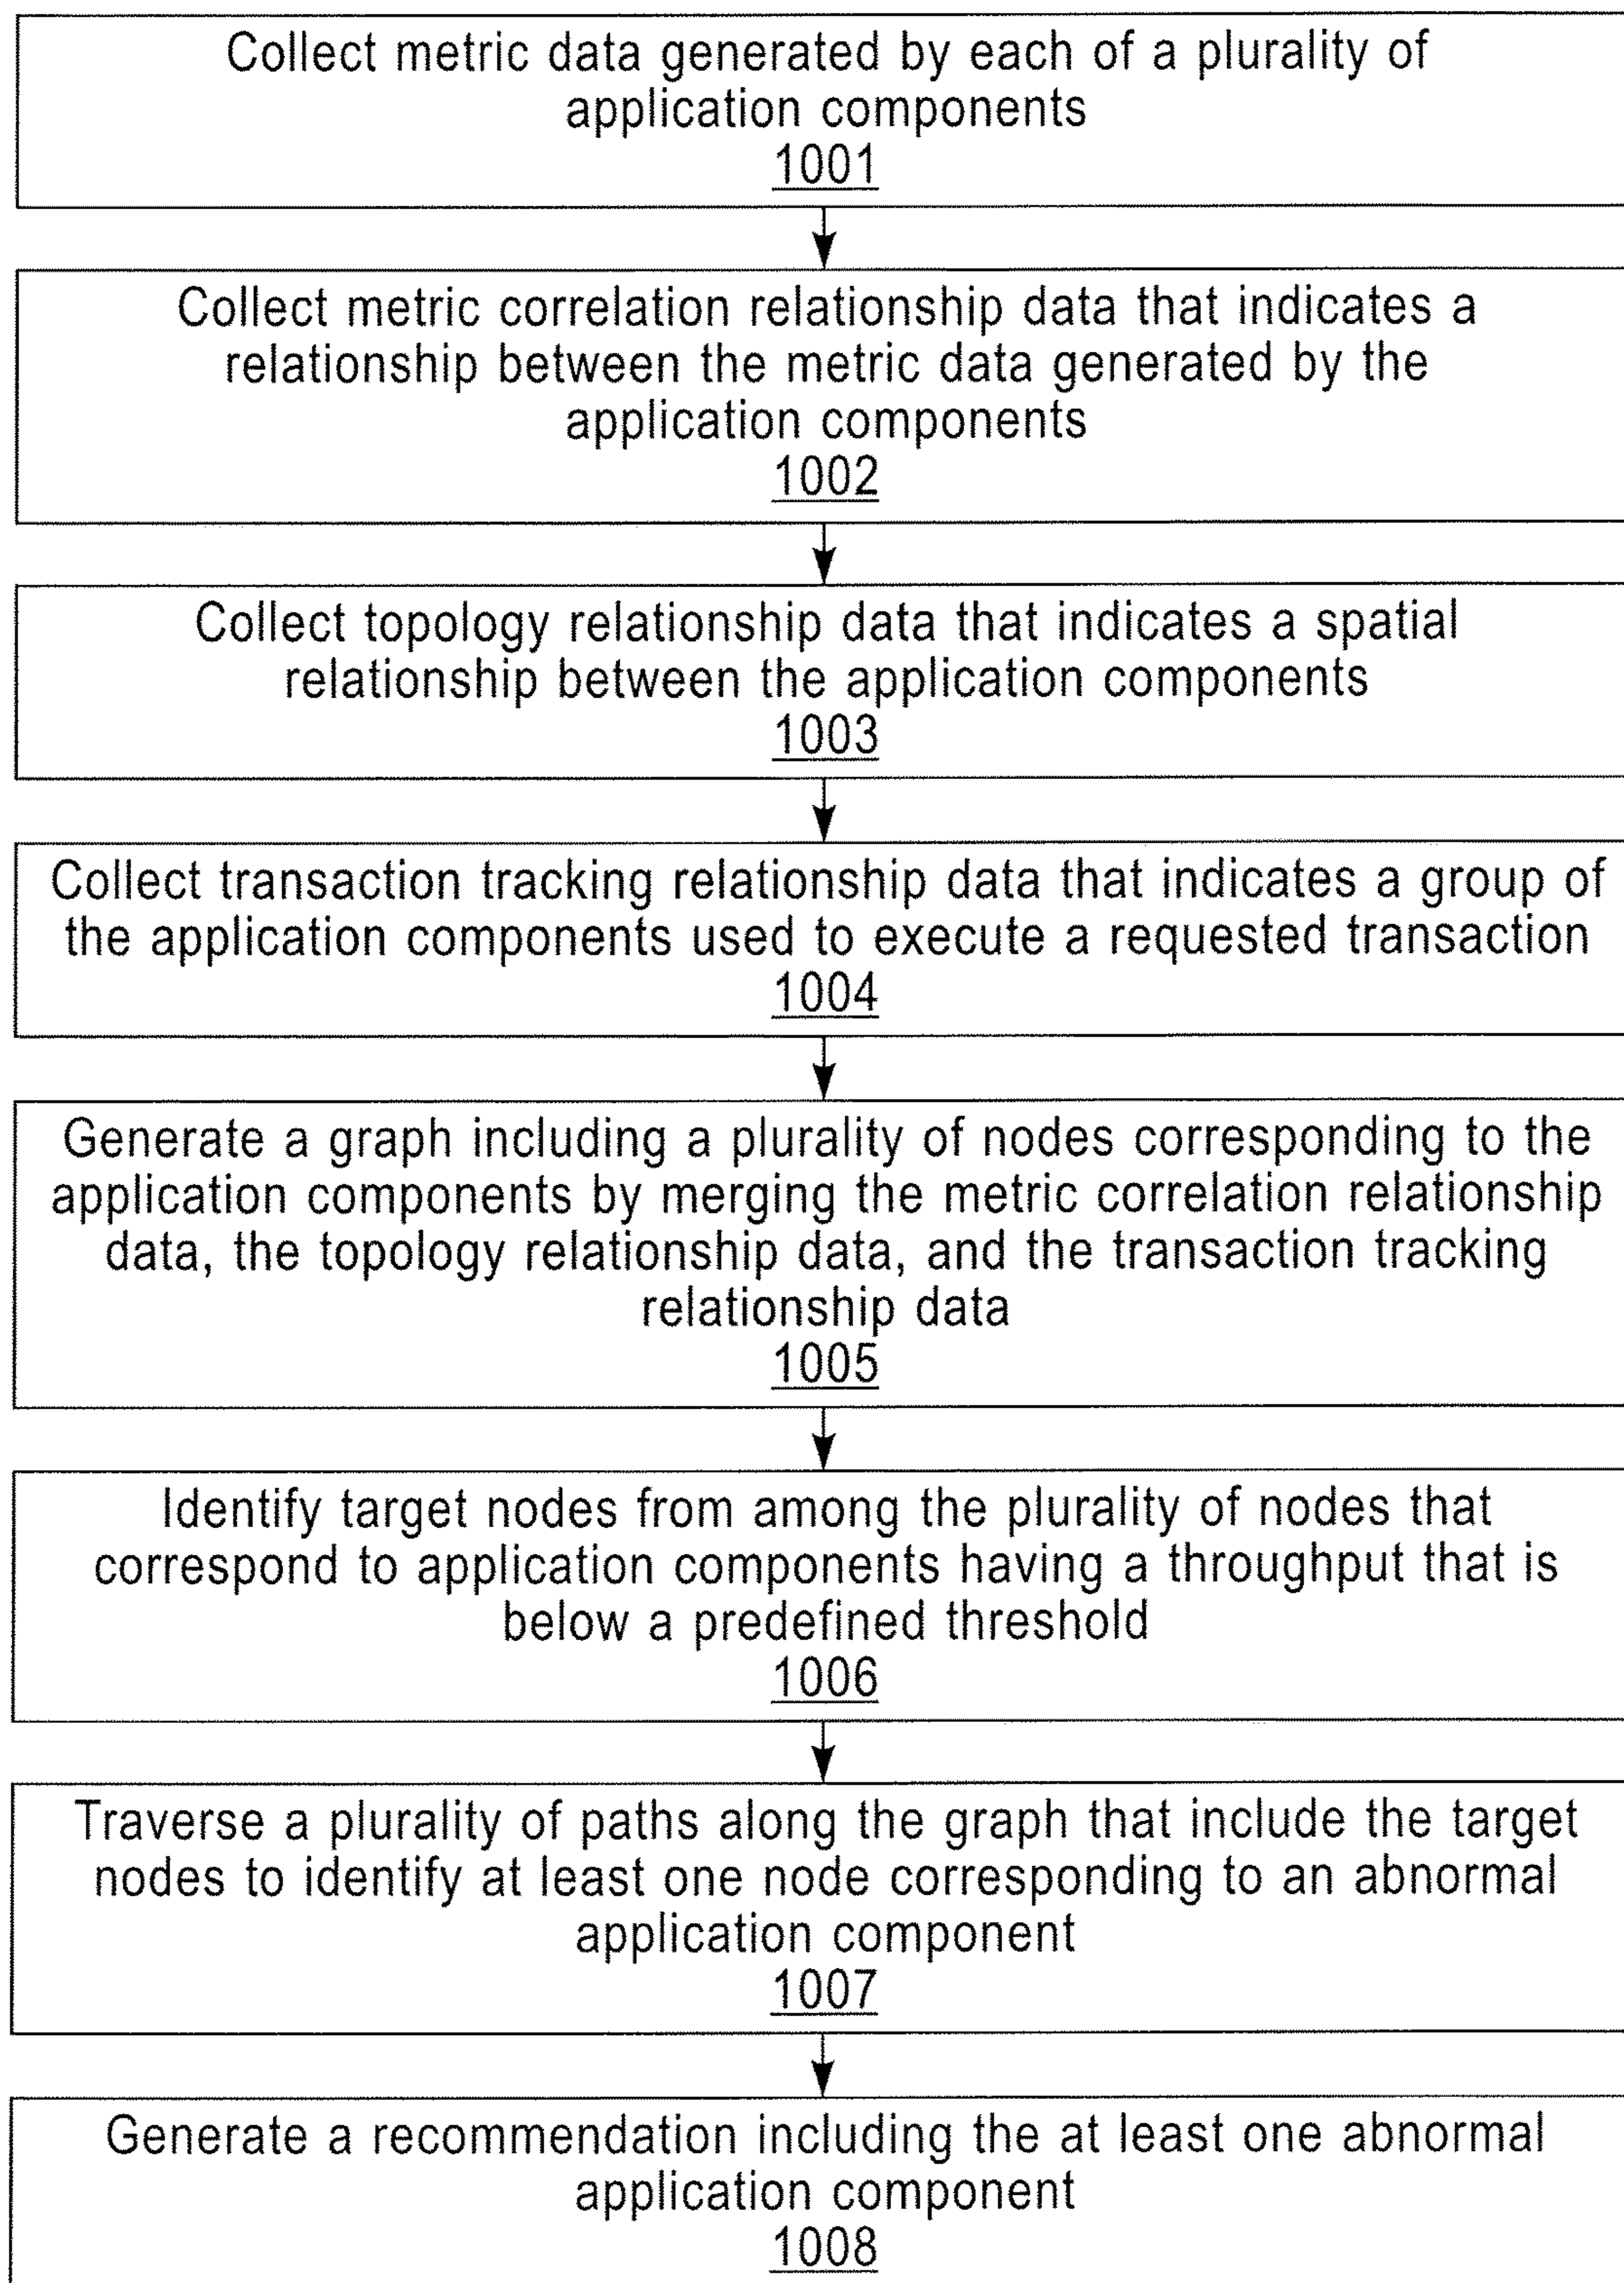 Collect metric data generated by each of a plurality of
application components
1001
Collect metric correlation relationship data that indicates a
relationship between the metric data generated by the
application components
1002
Collect topology relationship data that indicates a spatial
relationship between the application components
1003
Collect transaction tracking relationship data that indicates a group of
the application components used to execute a requested transaction
1004
Generate a graph including a plurality of nodes corresponding to the
application components by merging the metric correlation relationship
data, the topology relationship data, and the transaction tracking
relationship data
1005
Identify target nodes from among the plurality of nodes that
correspond to application components having a throughput that is
below a predefined threshold
1006
Traverse a plurality of paths along the graph that include the target
nodes to identify at least one node corresponding to an abnormal
application component
1007
Generate a recommendation including the at least one abnormal
application component
1008